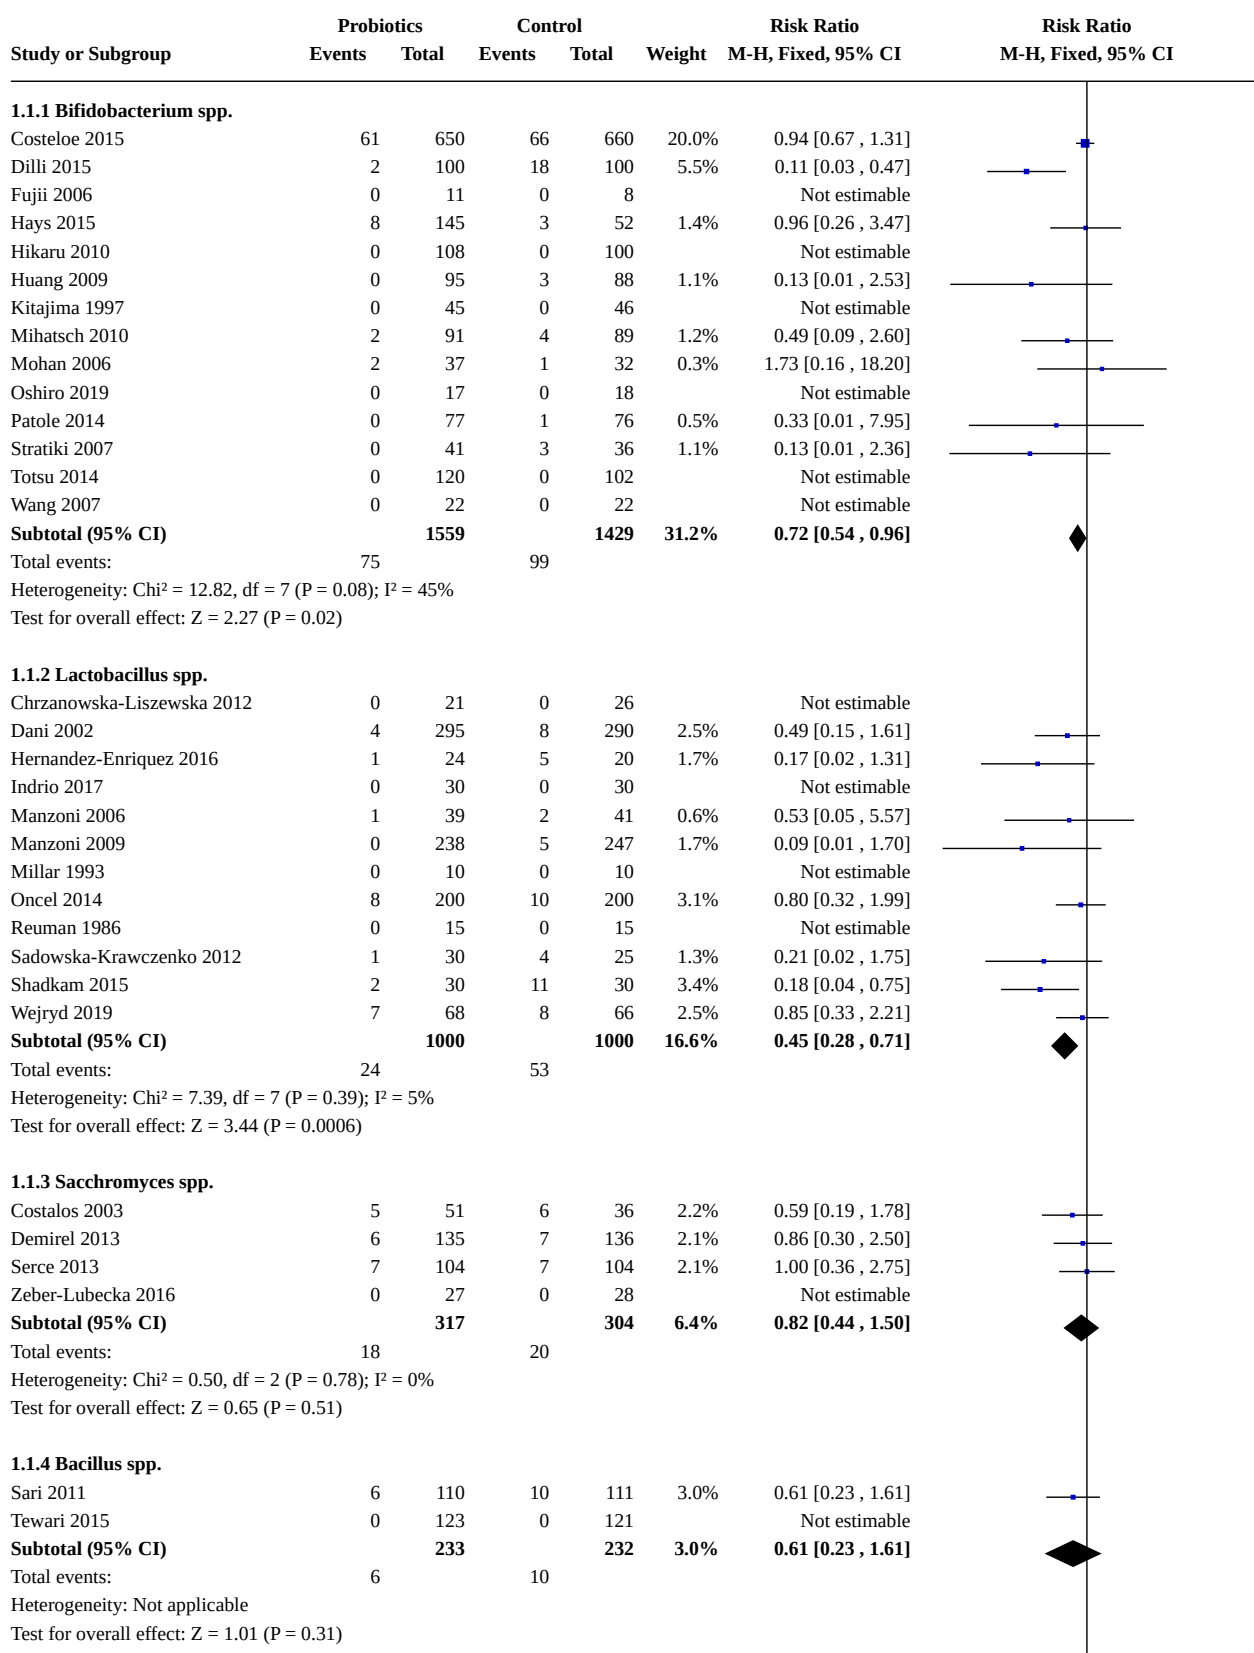 Probiotics Control Risk Ratio Risk Ratio
Study or Subgroup Events Total Events Total Weight M-H, Fixed, 95% CI M-H, Fixed, 95% CI
1.1.1 Bifidobacterium spp.
Costeloe 2015 61 650 66 660 20.0% 0.94 [0.67 , 1.31]
Dilli 2015 2 100 18 100 5.5% 0.11 [0.03 , 0.47]
Fujii 2006 0 11 0 8 Not estimable
Hays 2015 8 145 3 52 1.4% 0.96 [0.26 , 3.47]
Hikaru 2010 0 108 0 100 Not estimable
Huang 2009 0 95 3 88 1.1% 0.13 [0.01 , 2.53]
Kitajima 1997 0 45 0 46 Not estimable
Mihatsch 2010 2 91 4 89 1.2% 0.49 [0.09 , 2.60]
Mohan 2006 2 37 1 32 0.3% 1.73 [0.16 , 18.20]
Oshiro 2019 0 17 0 18 Not estimable
Patole 2014 0 77 1 76 0.5% 0.33 [0.01 , 7.95]
Stratiki 2007 0 41 3 36 1.1% 0.13 [0.01 , 2.36]
Totsu 2014 0 120 0 102 Not estimable
Wang 2007 0 22 0 22 Not estimable
Subtotal (95% CI) 1559 1429 31.2% 0.72 [0.54 , 0.96]
Total events: 75 99
Heterogeneity: Chi² = 12.82, df = 7 (P = 0.08); I² = 45%
Test for overall effect: Z = 2.27 (P = 0.02)
1.1.2 Lactobacillus spp.
Chrzanowska-Liszewska 2012 0 21 0 26 Not estimable
Dani 2002 4 295 8 290 2.5% 0.49 [0.15 , 1.61]
Hernandez-Enriquez 2016 1 24 5 20 1.7% 0.17 [0.02 , 1.31]
Indrio 2017 0 30 0 30 Not estimable
Manzoni 2006 1 39 2 41 0.6% 0.53 [0.05 , 5.57]
Manzoni 2009 0 238 5 247 1.7% 0.09 [0.01 , 1.70]
Millar 1993 0 10 0 10 Not estimable
Oncel 2014 8 200 10 200 3.1% 0.80 [0.32 , 1.99]
Reuman 1986 0 15 0 15 Not estimable
Sadowska-Krawczenko 2012 1 30 4 25 1.3% 0.21 [0.02 , 1.75]
Shadkam 2015 2 30 11 30 3.4% 0.18 [0.04 , 0.75]
Wejryd 2019 7 68 8 66 2.5% 0.85 [0.33 , 2.21]
Subtotal (95% CI) 1000 1000 16.6% 0.45 [0.28 , 0.71]
Total events: 24 53
Heterogeneity: Chi² = 7.39, df = 7 (P = 0.39); I² = 5%
Test for overall effect: Z = 3.44 (P = 0.0006)
1.1.3 Sacchromyces spp.
Costalos 2003 5 51 6 36 2.2% 0.59 [0.19 , 1.78]
Demirel 2013 6 135 7 136 2.1% 0.86 [0.30 , 2.50]
Serce 2013 7 104 7 104 2.1% 1.00 [0.36 , 2.75]
Zeber-Lubecka 2016 0 27 0 28 Not estimable
Subtotal (95% CI) 317 304 6.4% 0.82 [0.44 , 1.50]
Total events: 18 20
Heterogeneity: Chi² = 0.50, df = 2 (P = 0.78); I² = 0%
Test for overall effect: Z = 0.65 (P = 0.51)
1.1.4 Bacillus spp.
Sari 2011 6 110 10 111 3.0% 0.61 [0.23 , 1.61]
Tewari 2015 0 123 0 121 Not estimable
Subtotal (95% CI) 233 232 3.0% 0.61 [0.23 , 1.61]
Total events: 6 10
Heterogeneity: Not applicable
Test for overall effect: Z = 1.01 (P = 0.31)